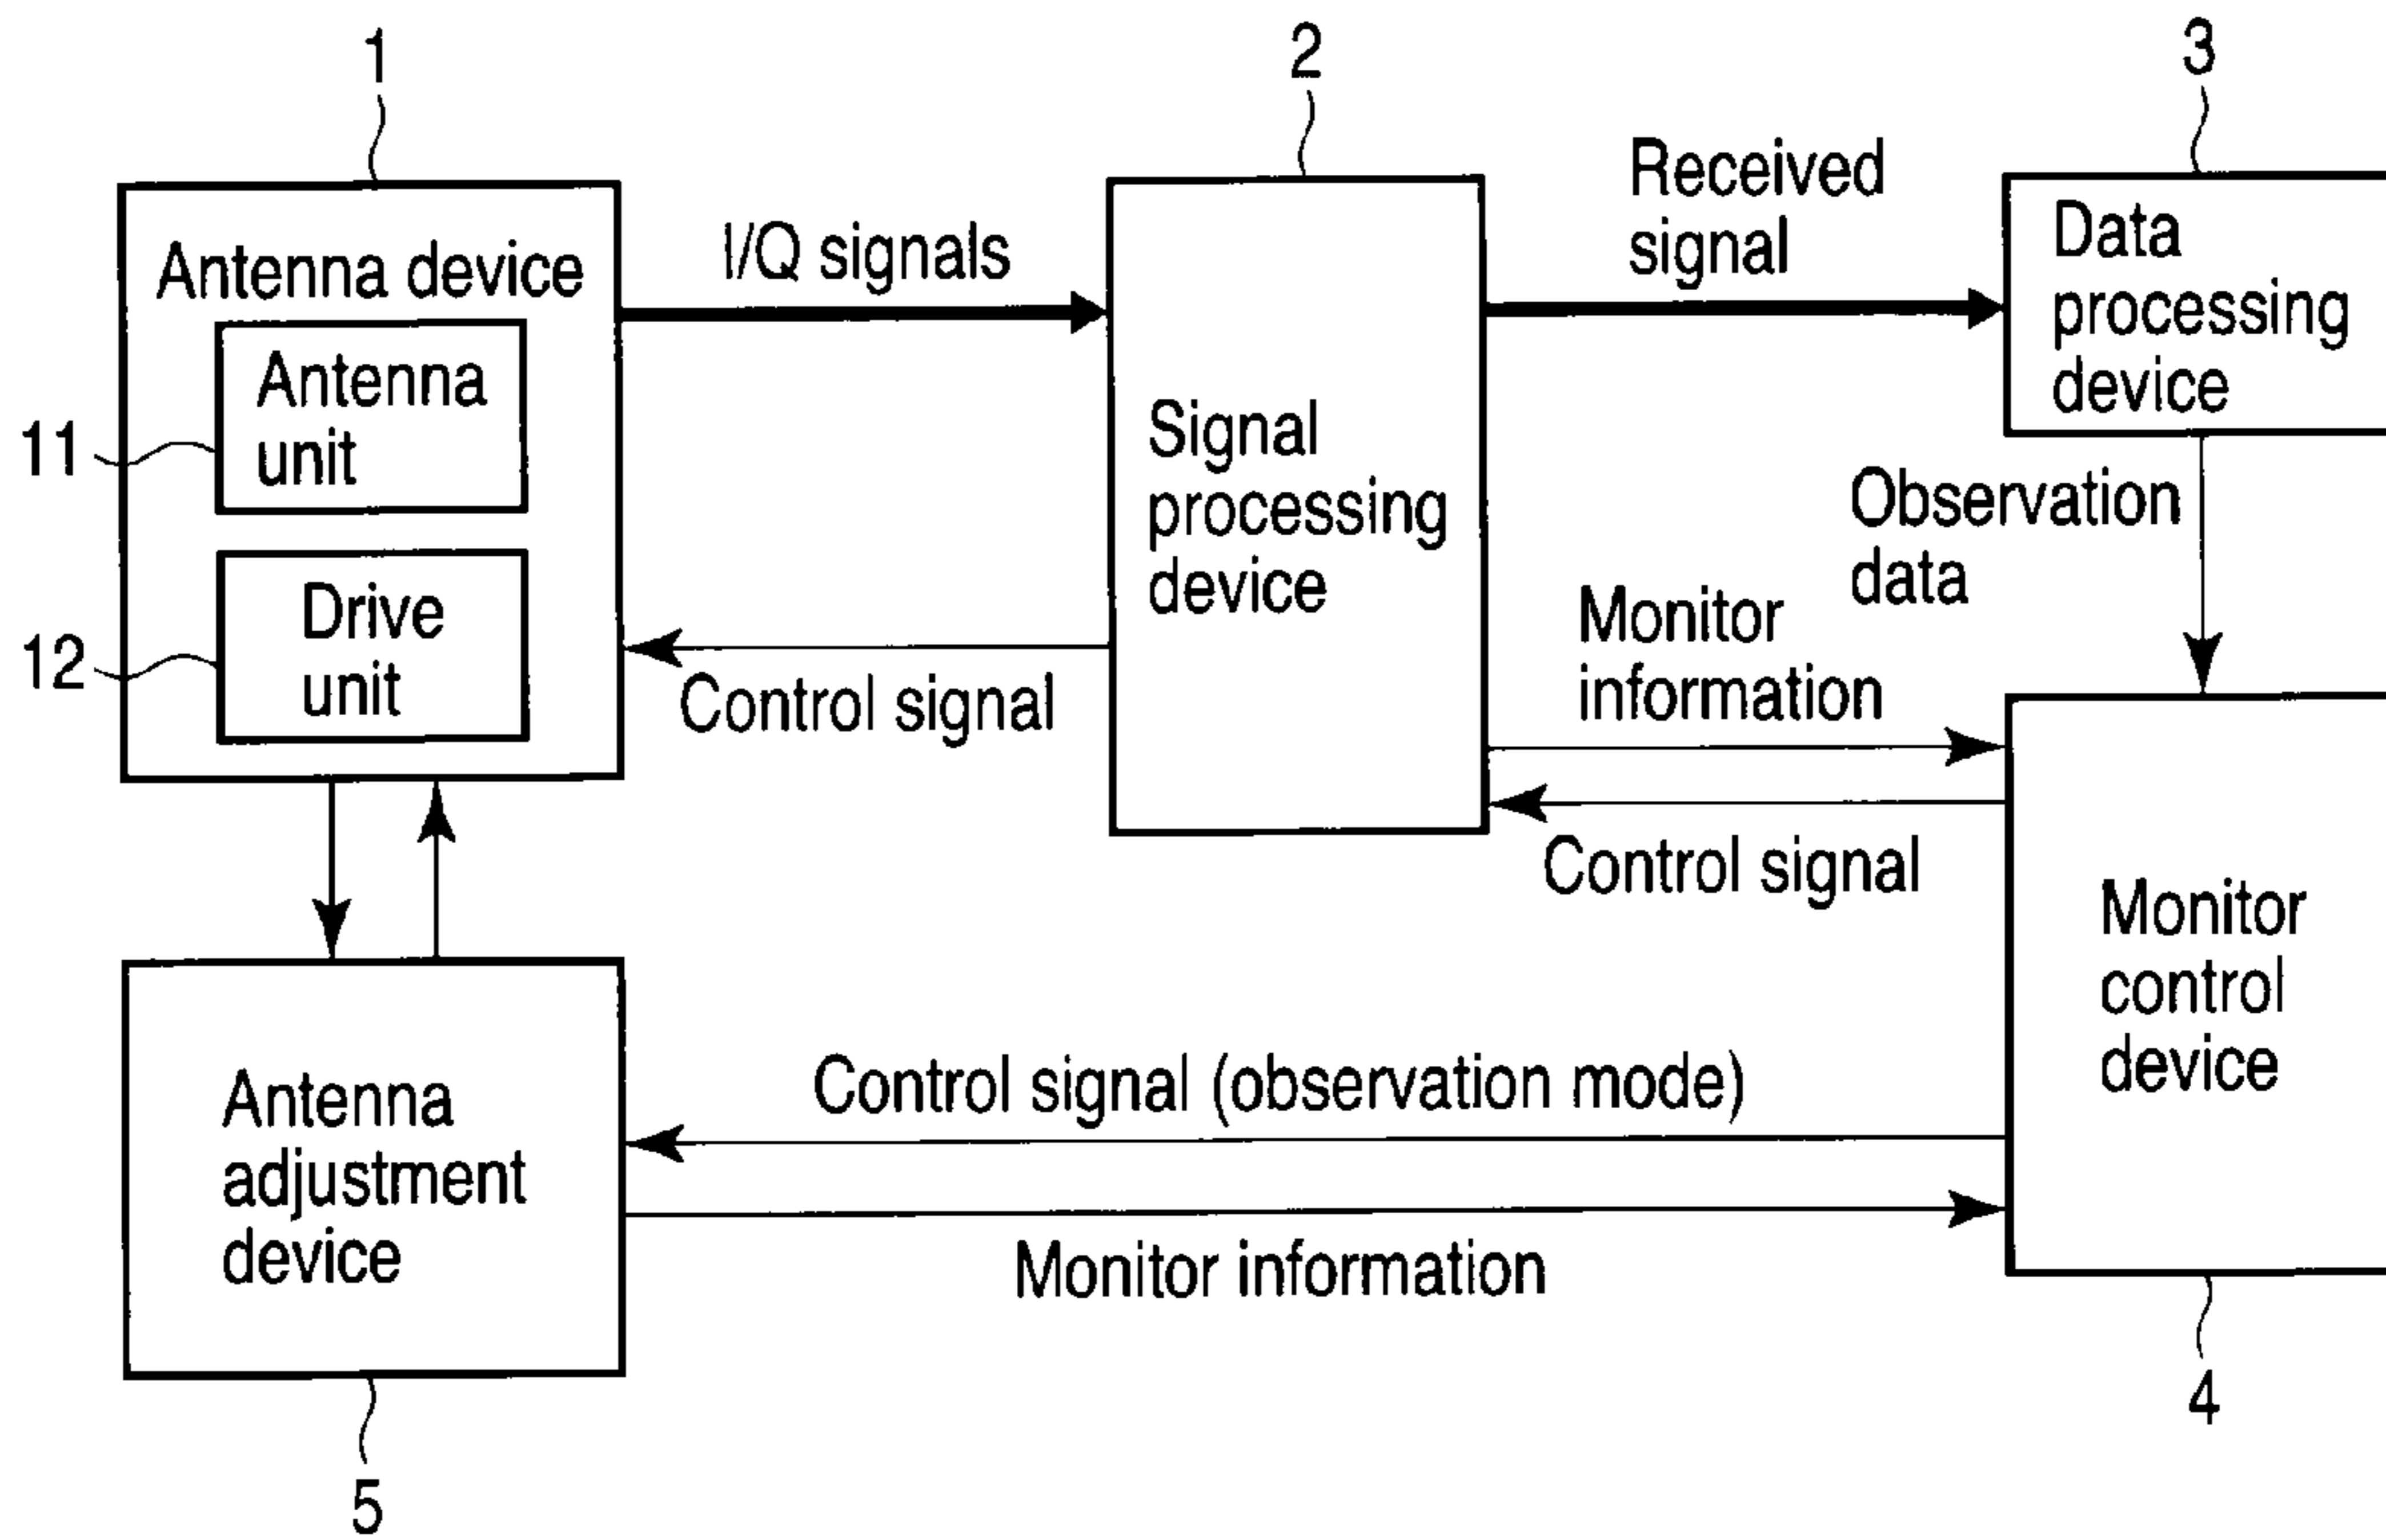 1
2
3
Antenna device
Antenna
unit
11
Drive
unit
12
I/Q signals
Control signal
Signal
processing
device
Received
signal
Data
processing
device
Observation
data
Monitor
information
Control signal
Monitor
control
device
4
Antenna
adjustment
device
5
Control signal (observation mode)
Monitor information